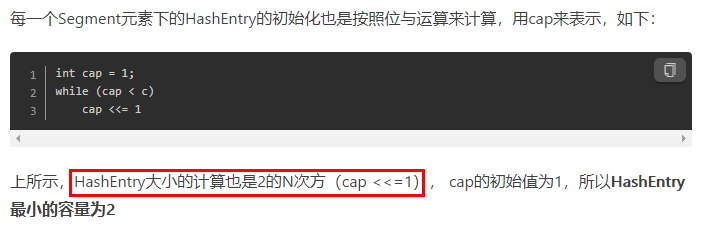 每一个Segment元素下的HashEntry的初始化也是按照位与运算来计算，用cap来表示，如下：
1 int cap = 1;
2 while (cap < c)
3 cap <<= 1
上所示，HashEntry大小的计算也是2的N次方（cap <<=1）， cap的初始值为1，所以HashEntry
最小的容量为2